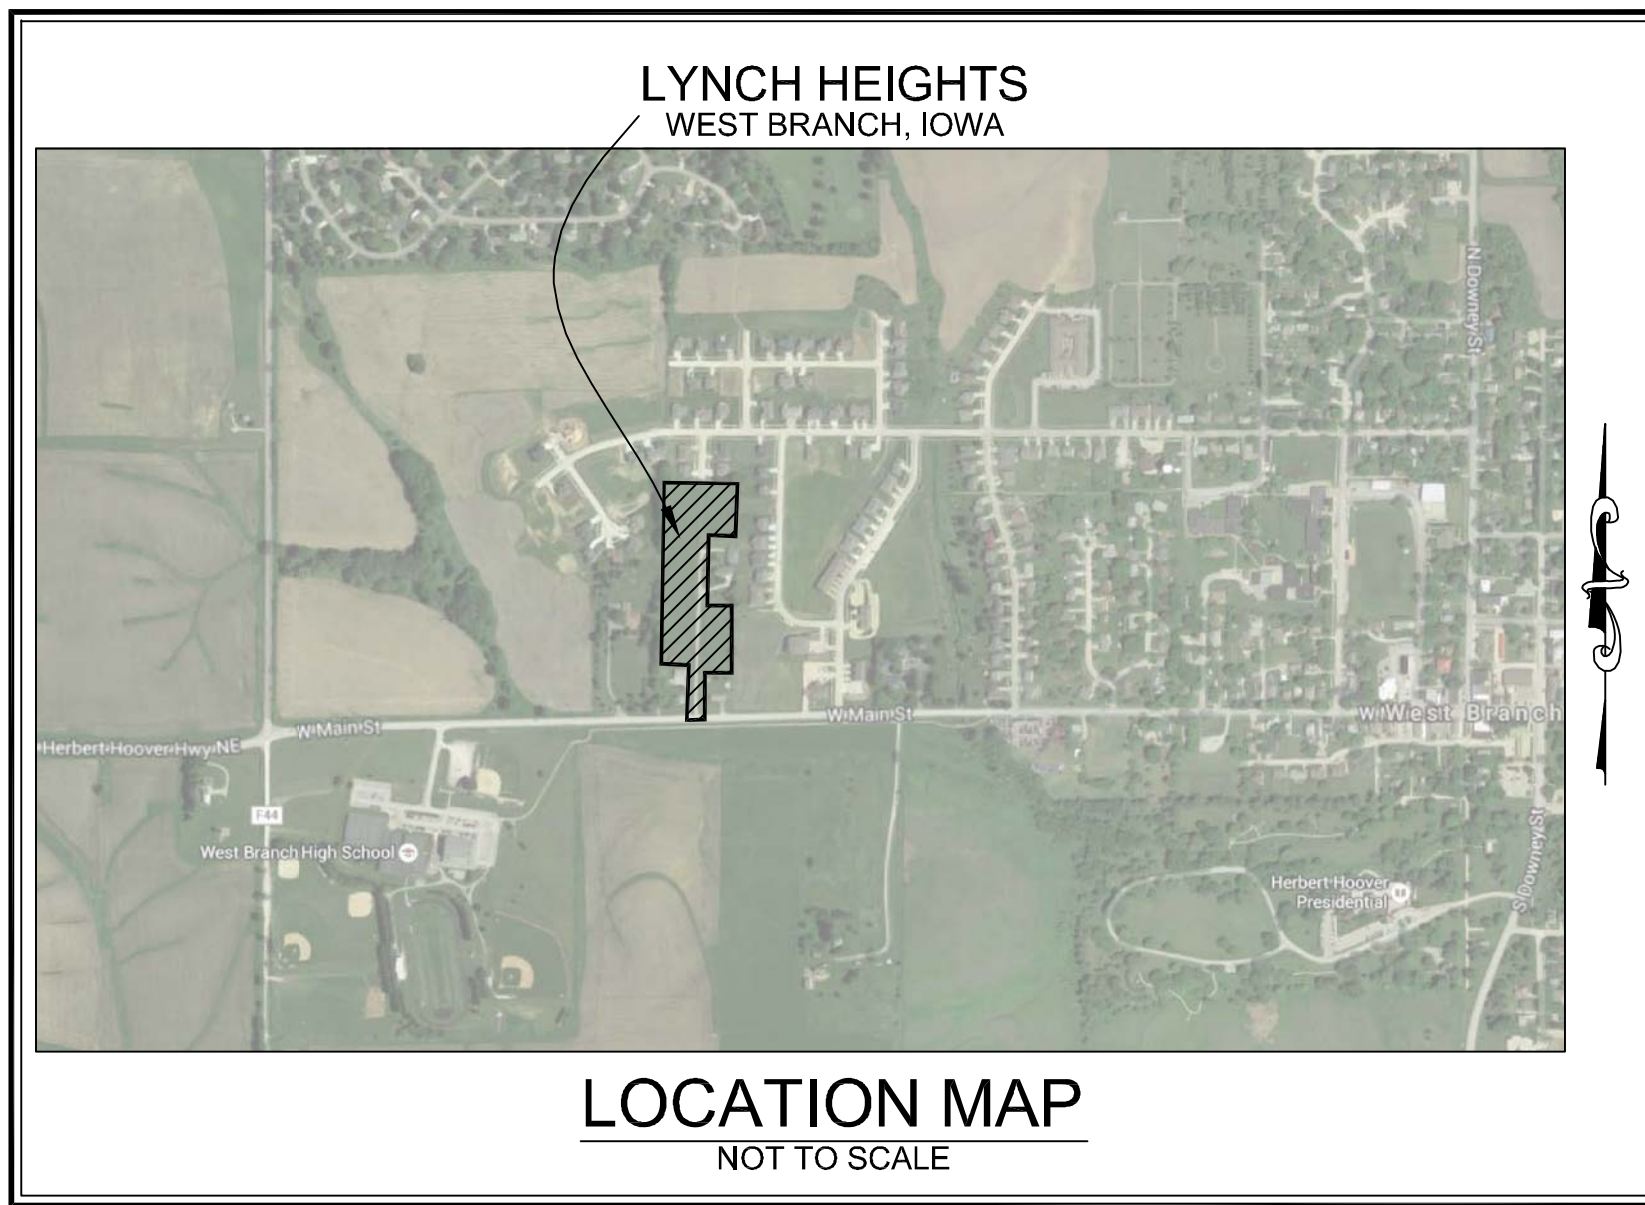 LYNCH HEIGHTS
WEST BRANCH, IOWA
N Downey St
W Main St
W Main St
West Branch
Herbert Hoover Hwy NE
F44
West Branch High School
Herbert Hoover
Presidential
S Downey St
LOCATION MAP
NOT TO SCALE